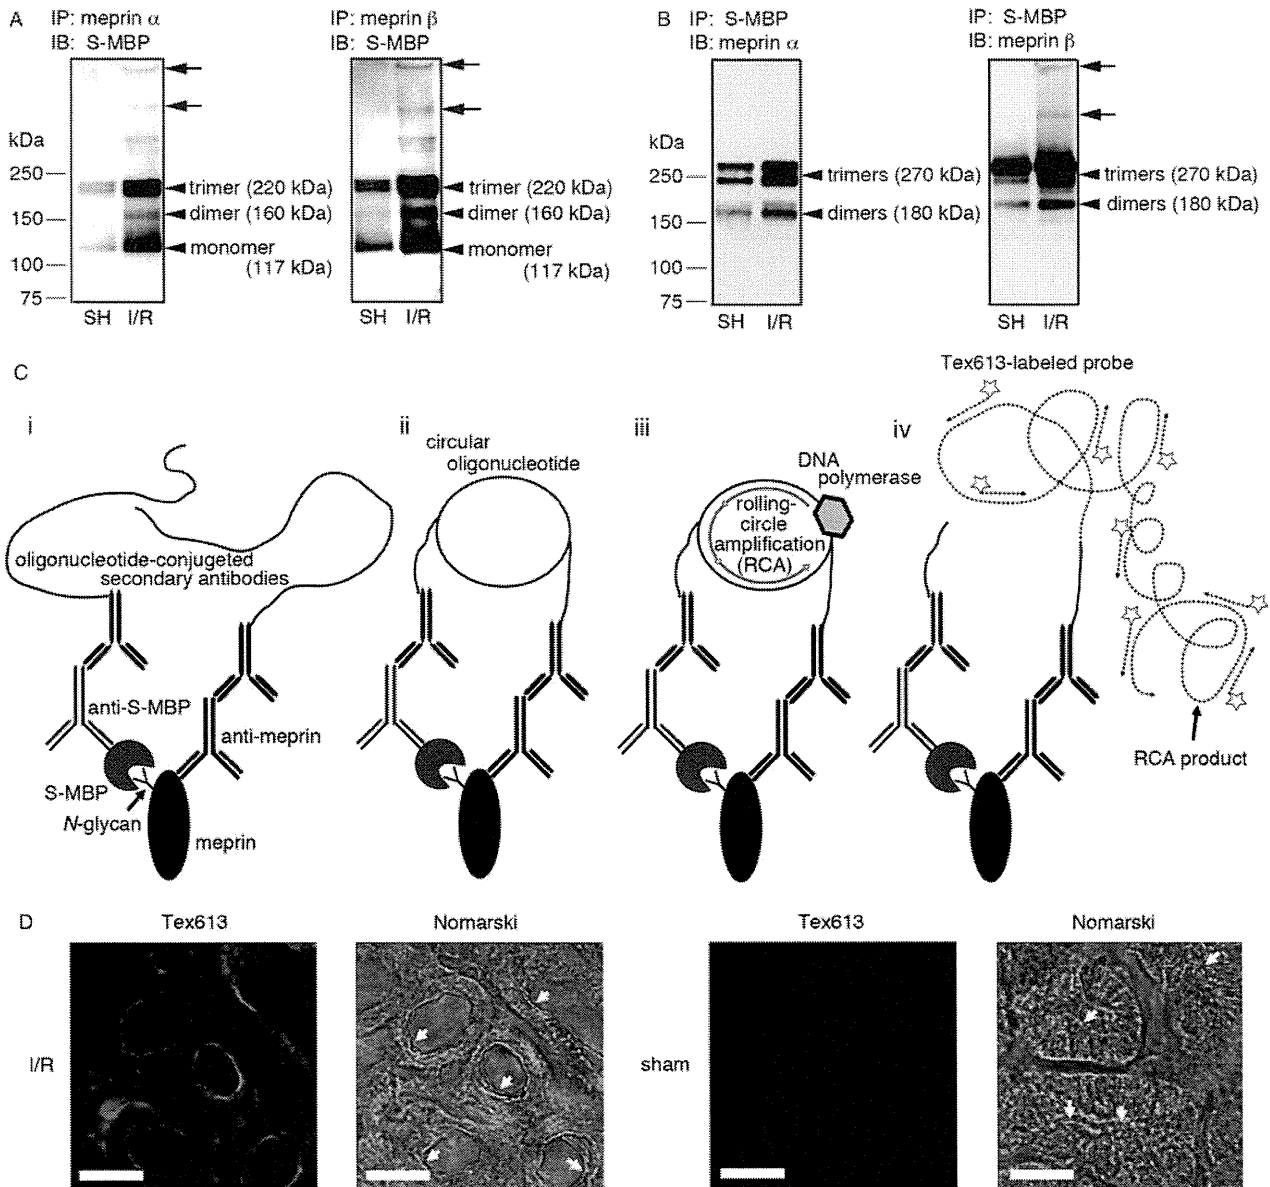 A
IP: meprin α
IB: S-MBP
IP: meprin β
IB: S-MBP
kDa
250
150
100
75
trimer (220 kDa)
dimer (160 kDa)
monomer
(117 kDa)
trimer (220 kDa)
dimer (160 kDa)
monomer
(117 kDa)
SH I/R
SH I/R
B
IP: S-MBP
IB: meprin α
IP: S-MBP
IB: meprin β
kDa
250
150
100
75
trimers (270 kDa)
dimers (180 kDa)
trimers (270 kDa)
dimers (180 kDa)
SH I/R
SH I/R
C
i
oligonucleotide-conjugeted
secondary antibodies
anti-S-MBP
anti-meprin
S-MBP
N-glycan
meprin
ii
circular
oligonucleotide
iii
DNA
polymerase
rolling-
circle
amplification
(RCA)
iv
Tex613-labeled probe
RCA product
D
Tex613
Nomarski
Tex613
Nomarski
I/R
sham